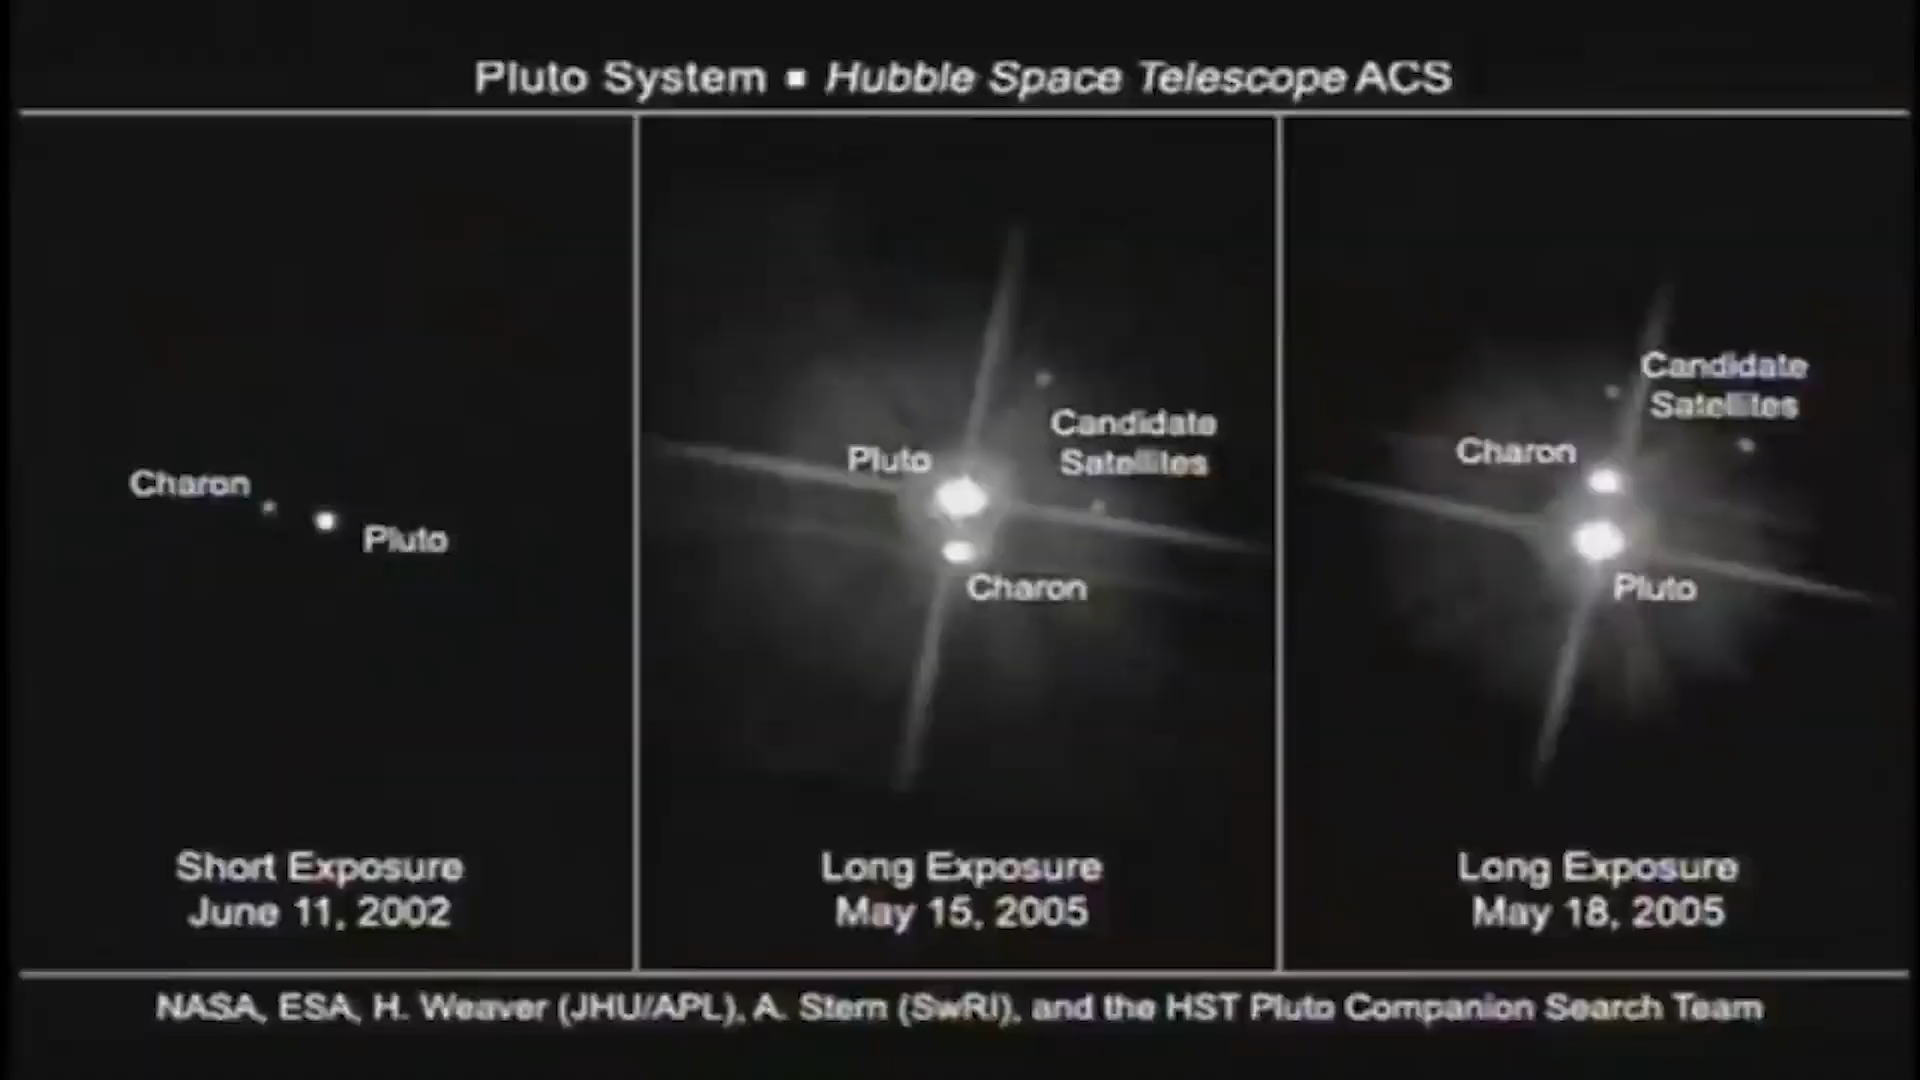 Pluto System ▪ Hubble Space Telescope ACS
Charon
Pluto
Short Exposure
June 11, 2002
Pluto
Candidate
Satellites
Charon
Long Exposure
May 15, 2005
Candidate
Satellites
Charon
Pluto
Long Exposure
May 18, 2005
NASA, ESA, H. Weaver (JHU/APL), A. Stern (SwRI), and the HST Pluto Companion Search Team